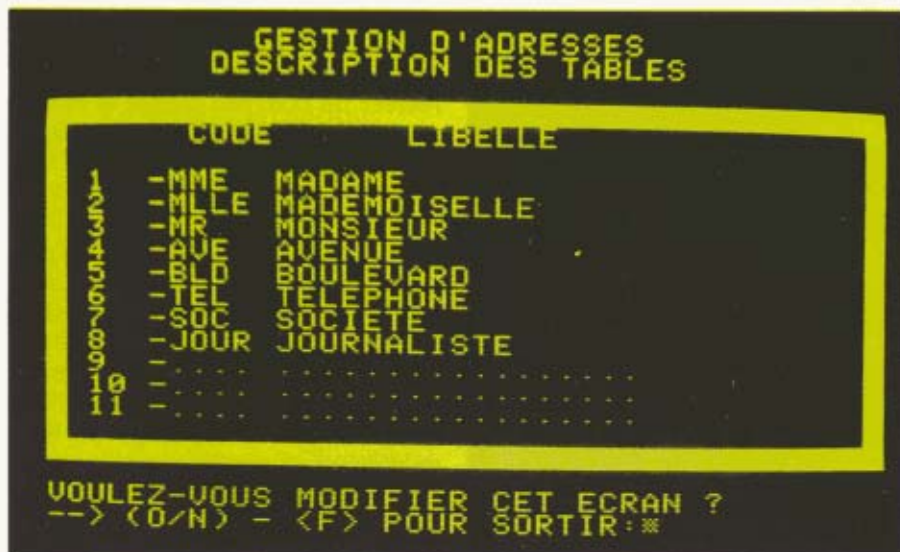 GESTION D'ADRESSES
DESCRIPTION DES TABLES
CODE LIBELLE
1 -MME MADAME
2 -MLLE MADEMOISELLE
3 -MR MONSIEUR
4 -AVE AVENUE
5 -BLD BOULEVARD
6 -TEL TELEPHONE
7 -SOC SOCIETE
8 -JOUR JOURNALISTE
9 -.... .................
10 -.... .................
11 -.... .................
VOULEZ-VOUS MODIFIER CET ECRAN ?
--> (O/N) - <F> POUR SORTIR:※